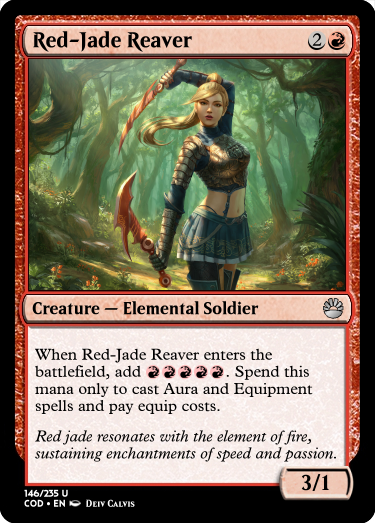 Red-Jade Reaver 2
Creature — Elemental Soldier
When Red-Jade Reaver enters the
battlefield, add . Spend this
mana only to cast Aura and Equipment
spells and pay equip costs.
Red jade resonates with the element of fire,
sustaining enchantments of speed and passion.
3/1
146/235 U
COD • EN Deiv Calvis